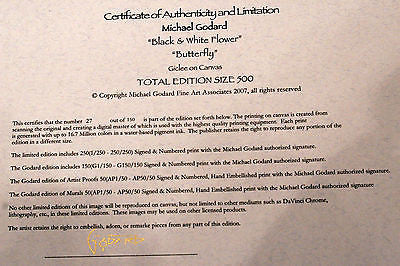 Certificate of Authenticity and Limitation
Michael Godard
"Black & White Flower"
"Butterfly"
Giclee on Canvas
TOTAL EDITION SIZE 500
© Copyright Michael Godard Fine Art Associates 2007, all rights reserved
This certifies that the number 27 out of 150 is part of the edition set forth below. The printing on canvas is created from
scanning the original and creating a digital master of which is used with the highest quality printing equipment. Each print
is generated with up to 16.7 Million colors in a water-based pigment ink. The publisher retains the right to reproduce any portion of the
edition in a different size.
The limited edition includes 250(1/250 - 250/250) Signed & Numbered print with the Michael Godard authorized signature.
The Godard edition includes 150(G1/150 - G150/150 Signed & Numbered print with the Michael Godard authorized signature.
The Godard edition of Artist Proofs 50(AP1/50 - AP50/50 Signed & Numbered, Hand Embellished print with the Michael Godard authorized signature
The Godard edition of Murals 50(AP1/50 - AP50/50 Signed & Numbered, Hand Embellished print with the Michael Godard authorized signature
No other limited editions of this image will be reproduced on canvas, but not limited to other mediums such as DaVinci Chrome,
lithography, etc., in these limited editions. These images may be used on other licensed products.
The artist retains the right to embelish, adorn, or remarke pieces from any part of this edition.